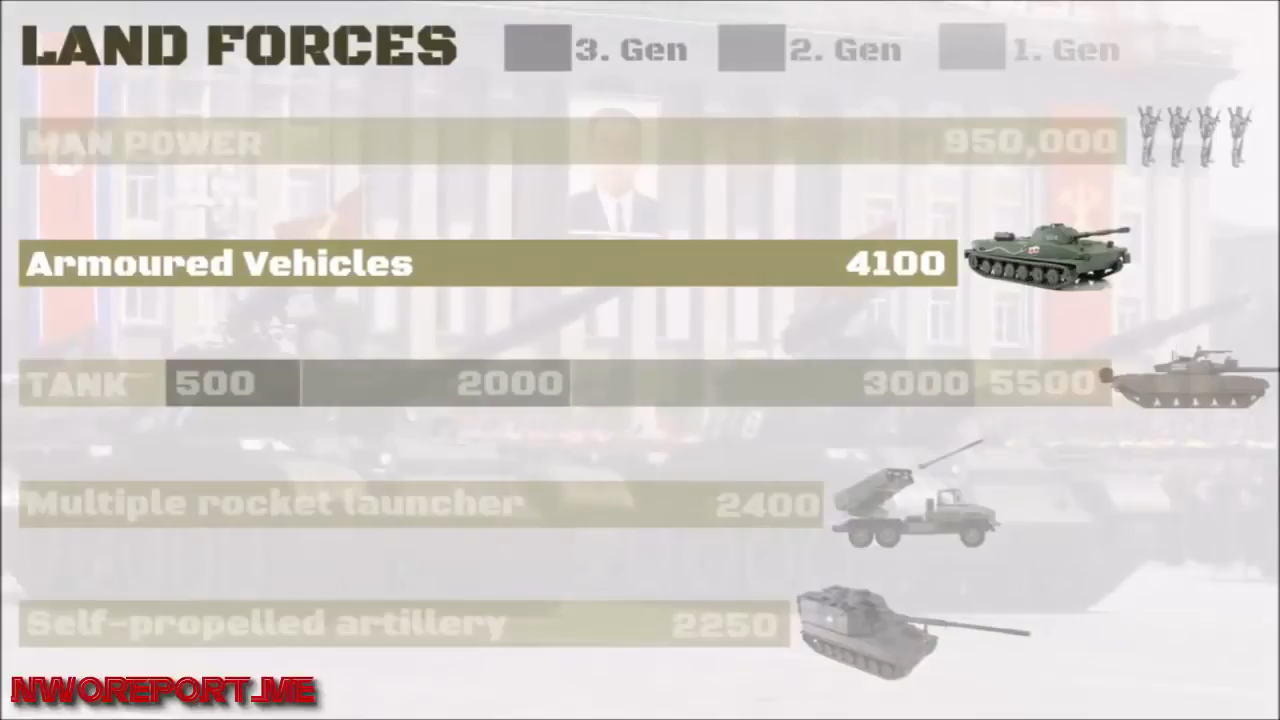 LAND FORCES 3. Gen 2. Gen 1. Gen
MAN POWER 950,000
Armoured Vehicles 4100
TANK 500 2000 3000 5500
Multiple rocket launcher 2400
Self-propelled artillery 2250
NWOREPORT.ME